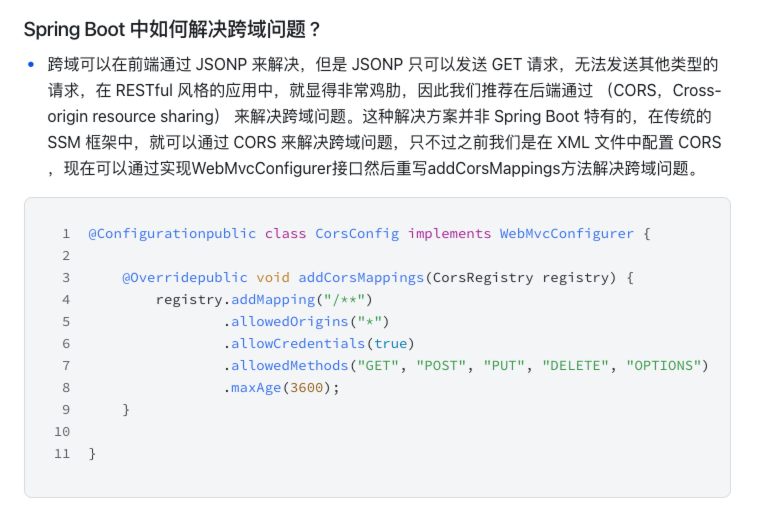 Spring Boot 中如何解决跨域问题 ?
• 跨域可以在前端通过 JSONP 来解决，但是 JSONP 只可以发送 GET 请求，无法发送其他类型的
请求，在 RESTful 风格的应用中，就显得非常鸡肋，因此我们推荐在后端通过 （CORS，Cross-
origin resource sharing） 来解决跨域问题。这种解决方案并非 Spring Boot 特有的，在传统的
SSM 框架中，就可以通过 CORS 来解决跨域问题，只不过之前我们是在 XML 文件中配置 CORS
，现在可以通过实现WebMvcConfigurer接口然后重写addCorsMappings方法解决跨域问题。
1 @Configurationpublic class CorsConfig implements WebMvcConfigurer {
2
3     @Overridepublic void addCorsMappings(CorsRegistry registry) {
4         registry.addMapping("/**")
5                 .allowedOrigins("*")
6                 .allowCredentials(true)
7                 .allowedMethods("GET", "POST", "PUT", "DELETE", "OPTIONS")
8                 .maxAge(3600);
9     }
10
11 }